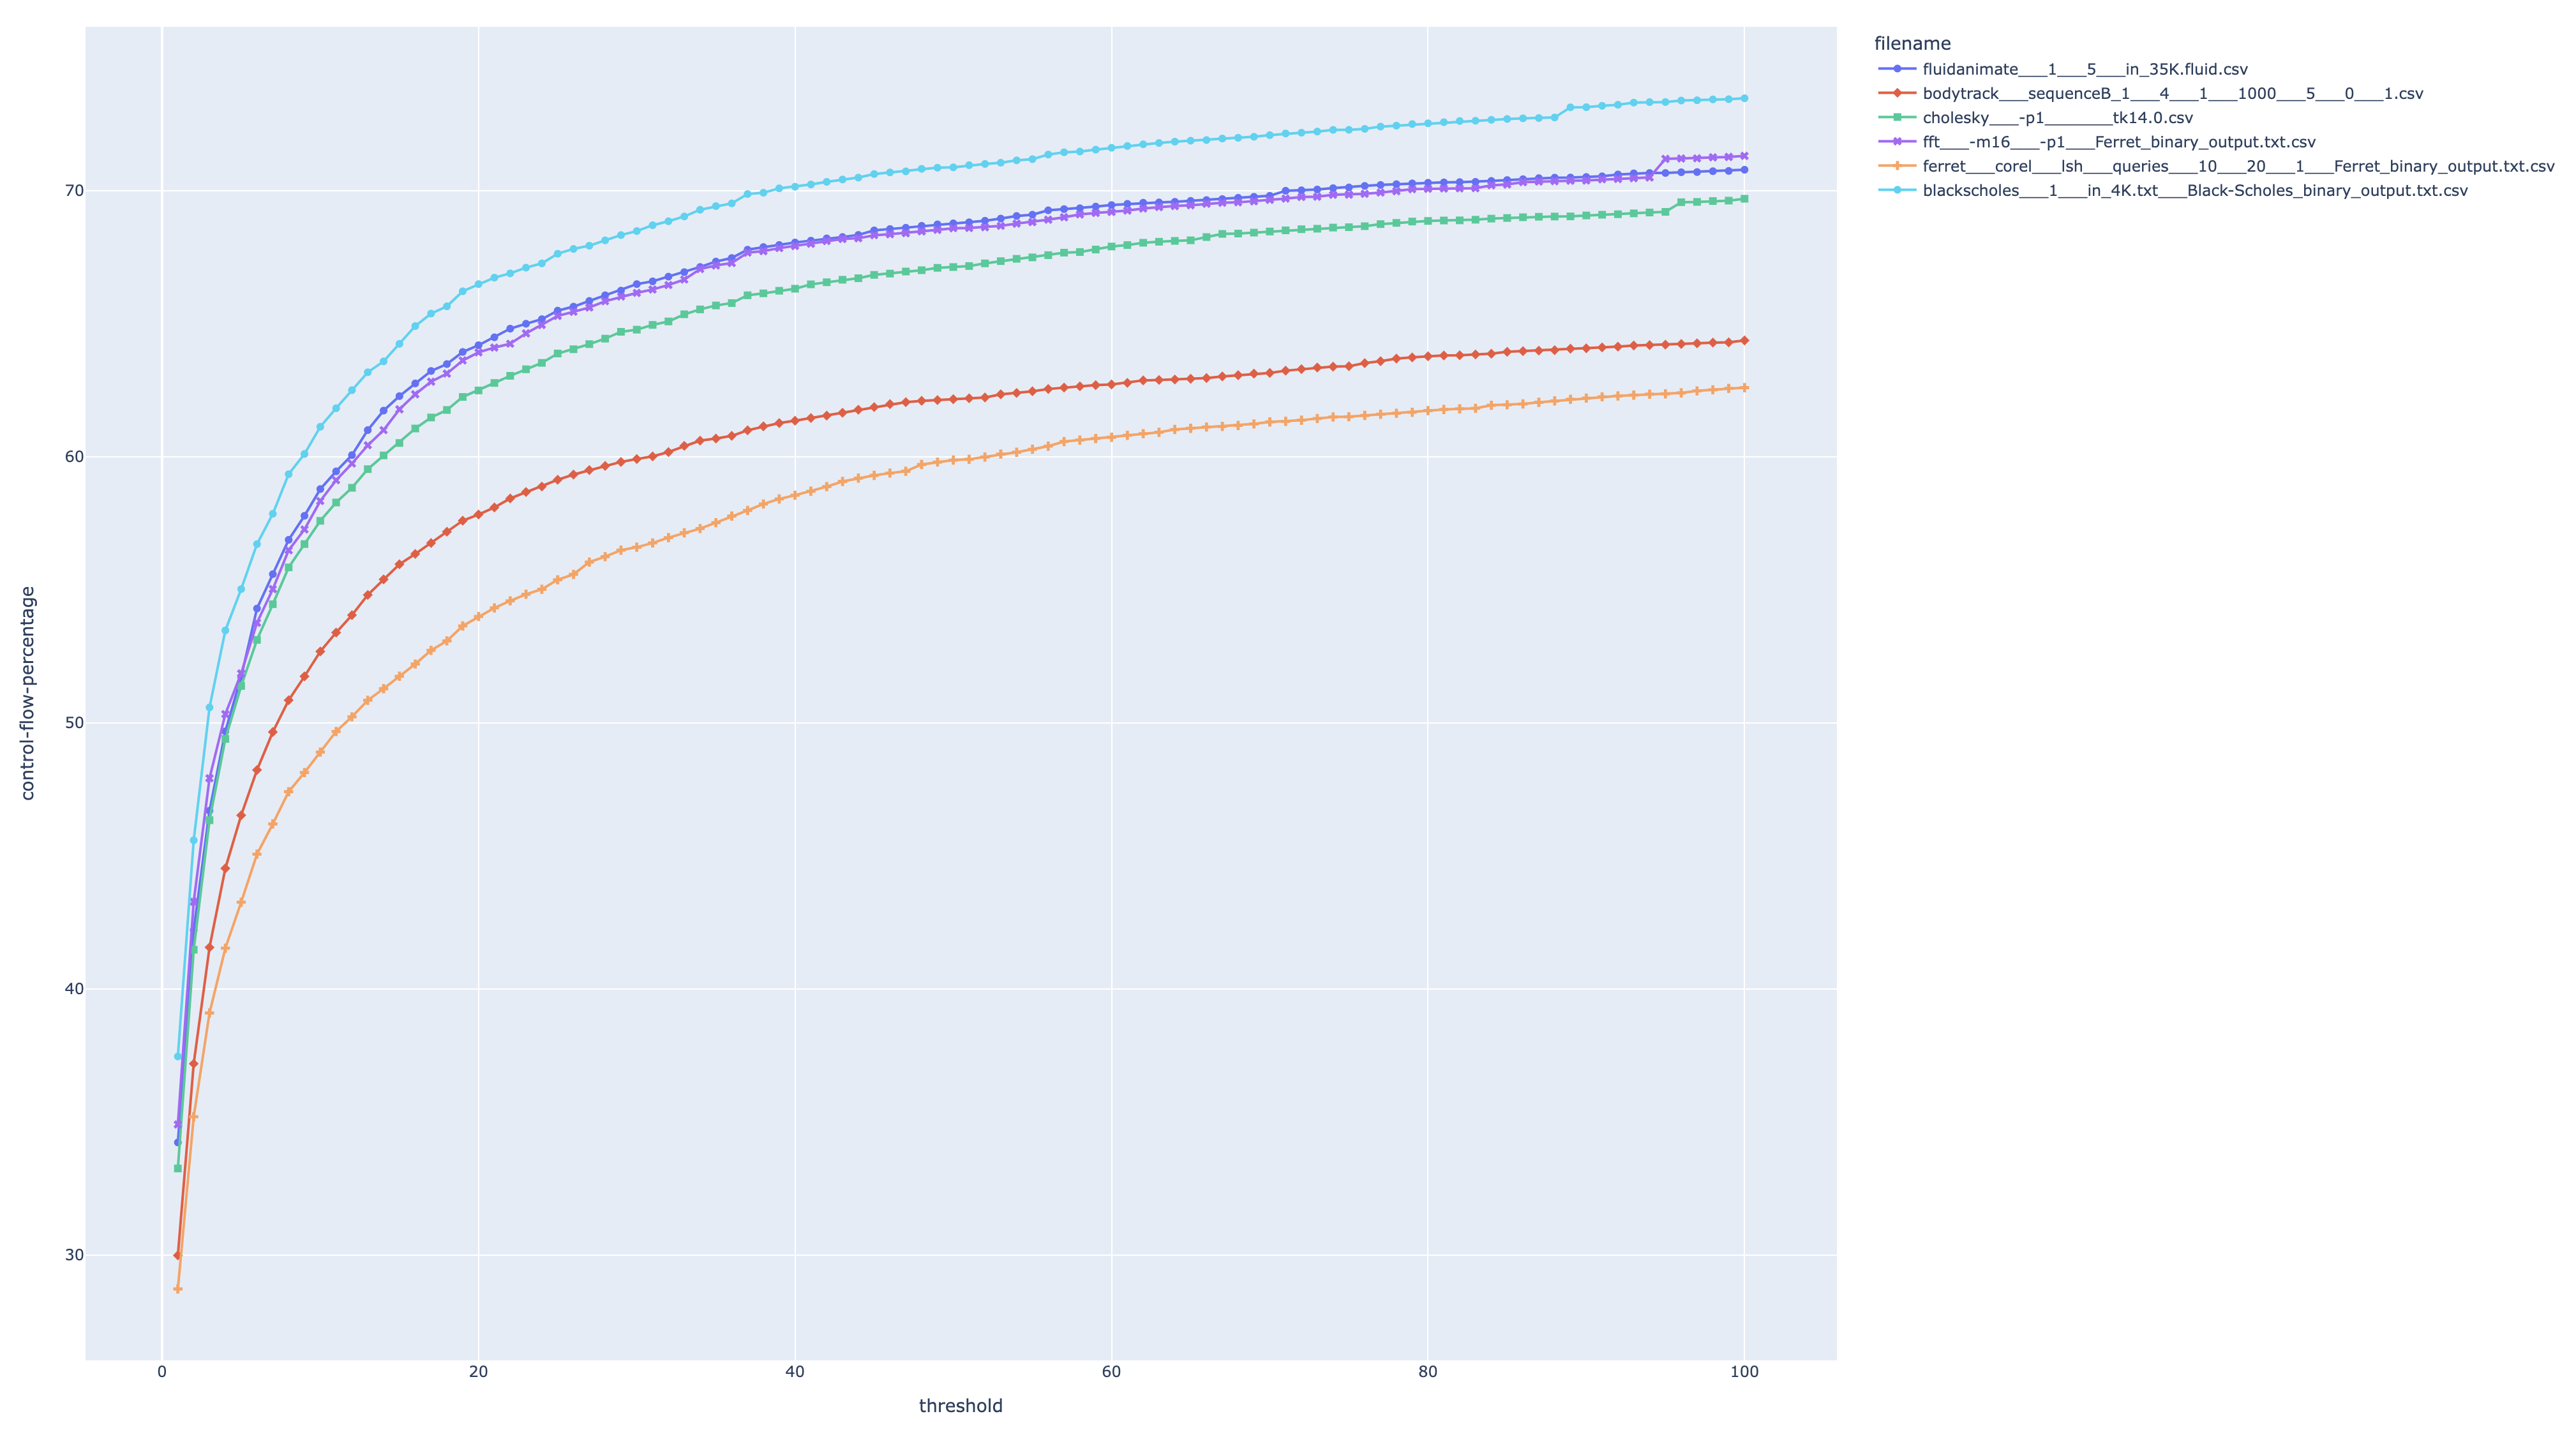 filename
fluidanimate___1___5___in_35K.fluid.csv
bodytrack___sequenceB_1___4___1___1000___5___0___1.csv
cholesky___-p1_______tk14.0.csv
fft___-m16___-p1___Ferret_binary_output.txt.csv
ferret___corel___lsh___queries___10___20___1___Ferret_binary_output.txt.csv
blackscholes___1___in_4K.txt___Black-Scholes_binary_output.txt.csv
70
60
50
40
30
control-flow-percentage
0 20 40 60 80 100
threshold